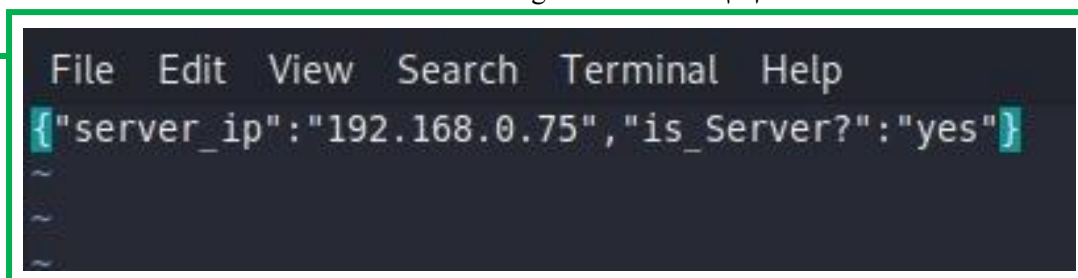 File Edit View Search Terminal Help
{"server_ip":"192.168.0.75","is_Server?":"yes"}
~
~
~